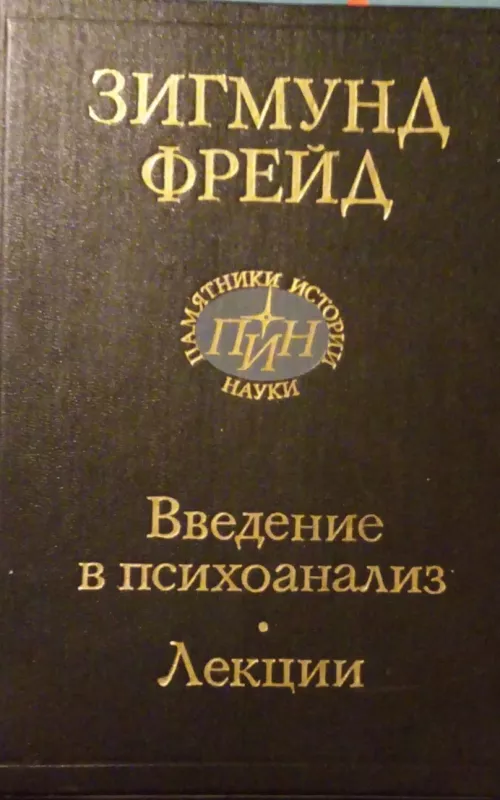 ЗИГМУНД
ФРЕЙД
ПАМЯТНИКИ ИСТОРИИ
ПИН
НАУКИ
Введение
в психоанализ
·
Лекции